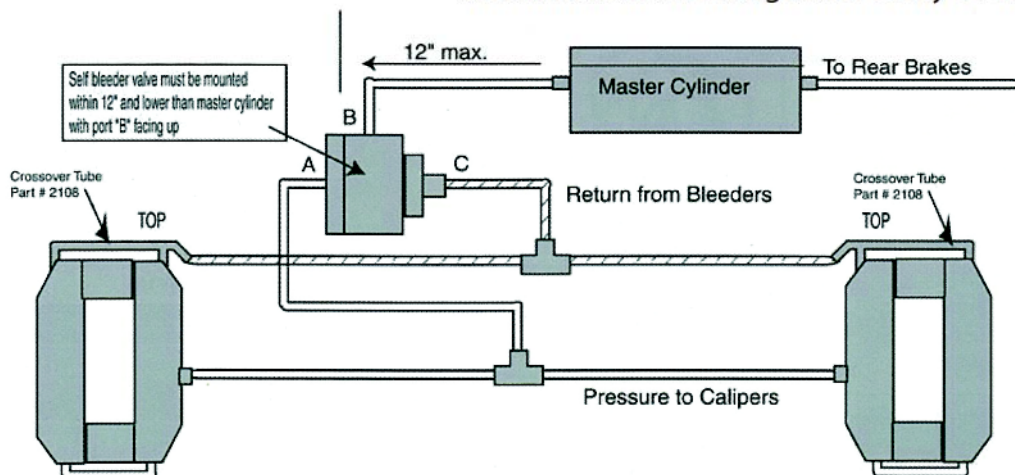 12" max.
Master Cylinder
To Rear Brakes
Self bleeder valve must be mounted
within 12" and lower than master cylinder
with port "B" facing up
B
A
C
Crossover Tube
Part # 2108
TOP
Return from Bleeders
Crossover Tube
Part # 2108
TOP
Pressure to Calipers